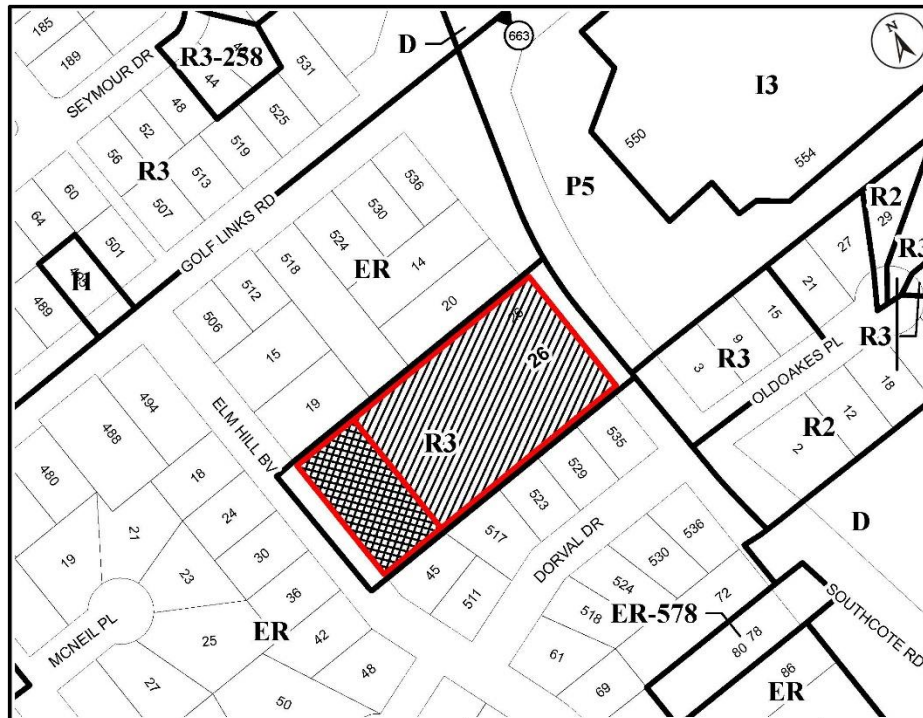 185
189
SEYMOUR DR
R3-258
44
531
D
663
N
I3
550
554
56
52
48
R3
507
513
519
525
P5
60
64
501
I1
489
GOLF LINKS RD
536
530
524
ER
14
518
512
506
20
15
19
26
R3
R2
29
R3
27
21
15
9
3
R3
R3
OLDOAKES PL
18
12
2
R2
494
488
480
ELM HILL BV
18
24
30
36
42
48
21
19
23
25
27
50
MCNEIL PL
ER
535
529
523
517
45
511
DORVAL DR
536
530
524
518
72
61
69
ER-578
78
80
86
ER
D
SOUTHCOTE RD